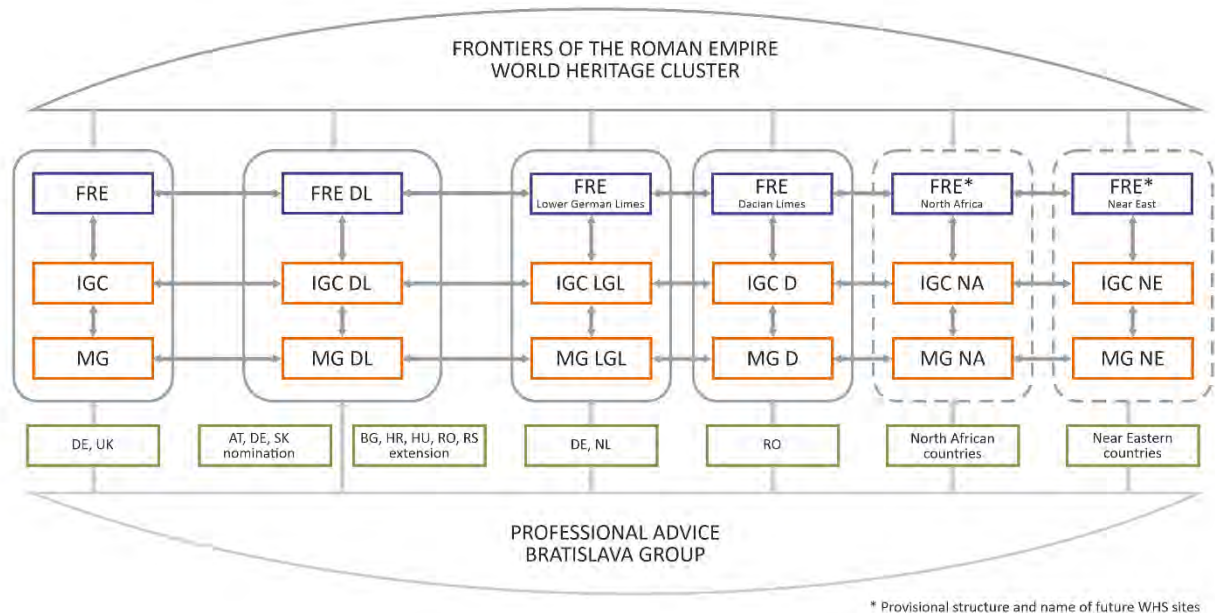 FRONTIERS OF THE ROMAN EMPIRE
WORLD HERITAGE CLUSTER
FRE
FRE DL
FRE
Lower German Limes
FRE
Dacian Limes
FRE*
North Africa
FRE*
Near East
IGC
IGC DL
IGC LGL
IGC D
IGC NA
IGC NE
MG
MG DL
MG LGL
MG D
MG NA
MG NE
DE, UK
AT, DE, SK
nomination
BG, HR, HU, RO, RS
extension
DE, NL
RO
North African
countries
Near Eastern
countries
PROFESSIONAL ADVICE
BRATISLAVA GROUP
* Provisional structure and name of future WHS sites